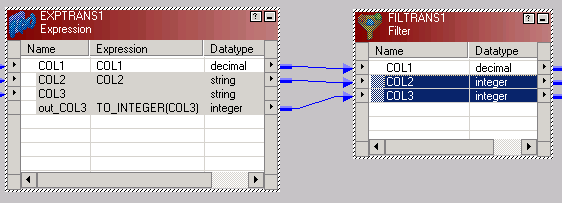 EXPTRANS1
Expression
Name Expression Datatype
COL1 COL1 decimal
COL2 COL2 string
COL3 string
out_COL3 TO_INTEGER(COL3) integer
FILTRANS1
Filter
Name Datatype
COL1 decimal
COL2 integer
COL3 integer